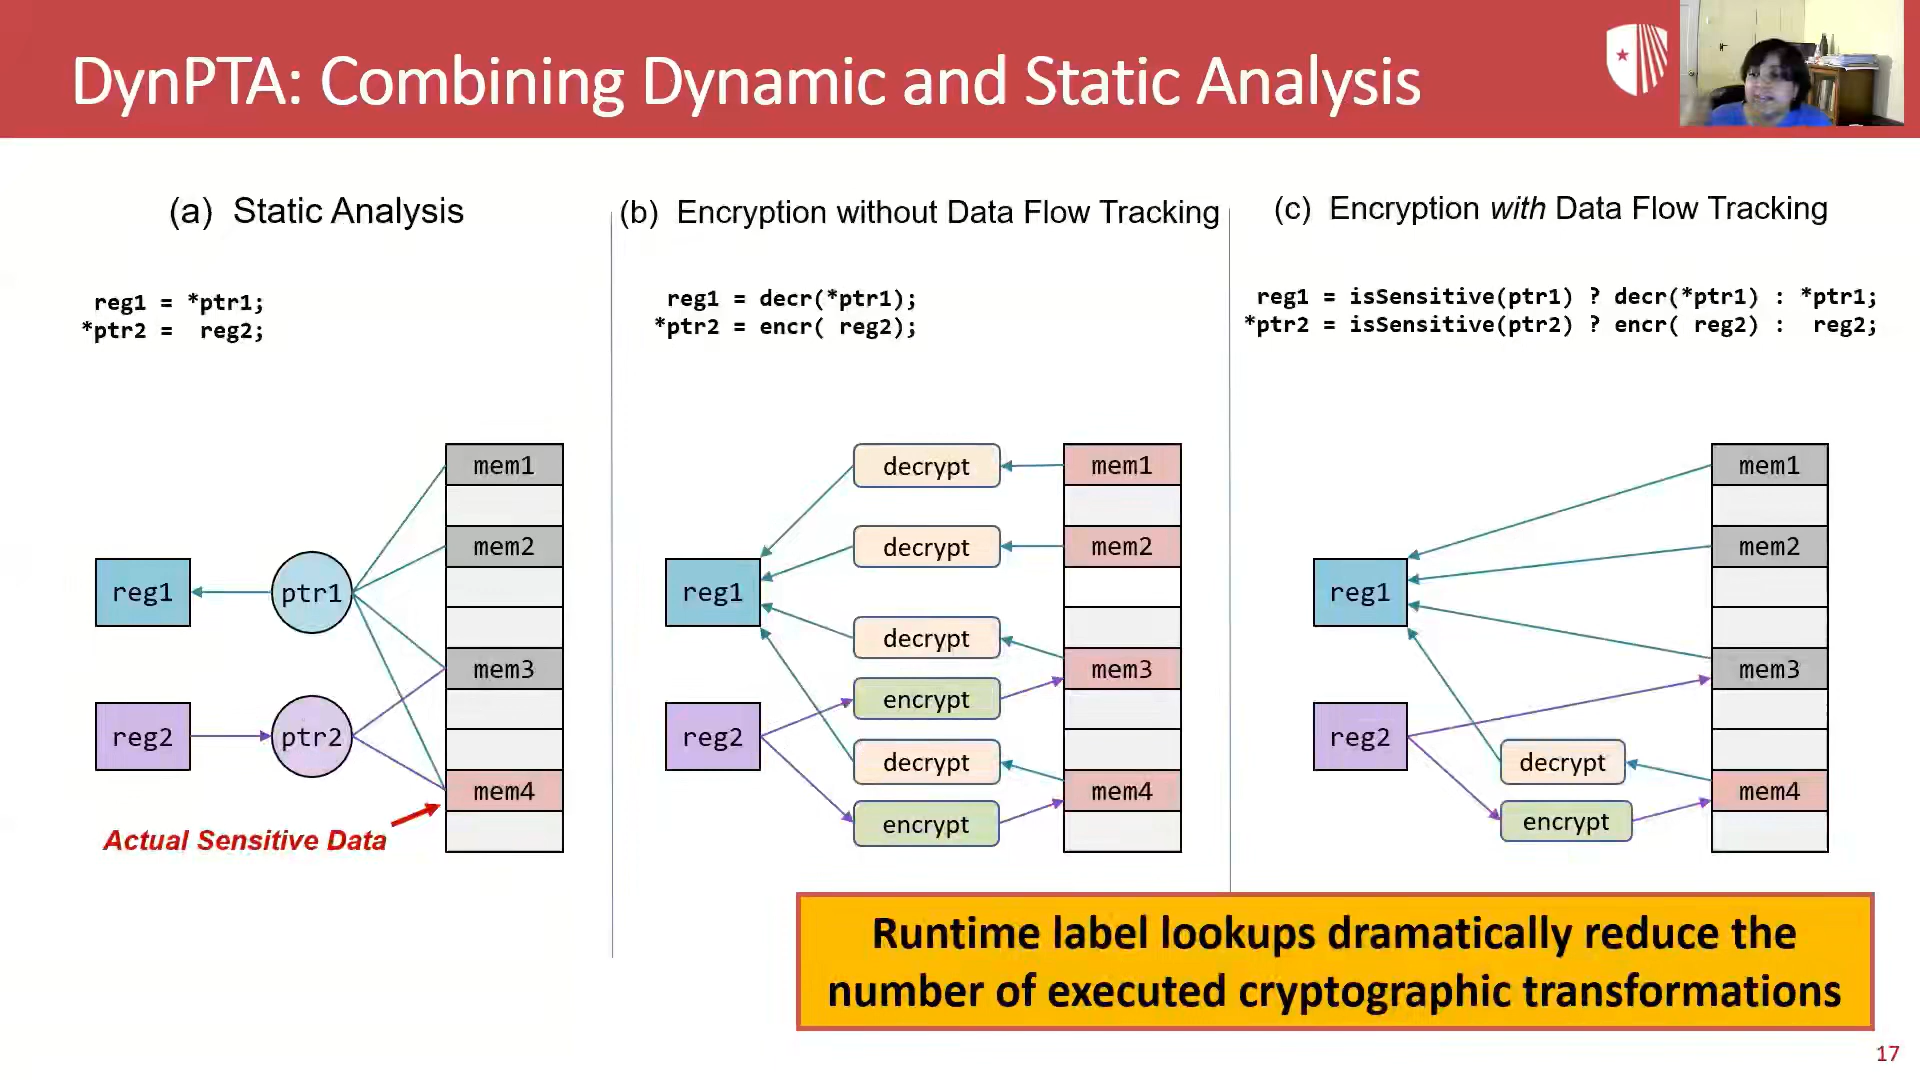 DynPTA: Combining Dynamic and Static Analysis
(a) Static Analysis
reg1 = *ptr1;
*ptr2 = reg2;
mem1
mem2
reg1
ptr1
mem3
reg2
ptr2
mem4
Actual Sensitive Data
(b) Encryption without Data Flow Tracking
reg1 = decr(*ptr1);
*ptr2 = encr( reg2);
decrypt
mem1
decrypt
mem2
reg1
decrypt
mem3
encrypt
reg2
decrypt
mem4
encrypt
(c) Encryption with Data Flow Tracking
reg1 = isSensitive(ptr1) ? decr(*ptr1) : *ptr1;
*ptr2 = isSensitive(ptr2) ? encr( reg2) : reg2;
mem1
mem2
reg1
mem3
reg2
decrypt
mem4
encrypt
Runtime label lookups dramatically reduce the
number of executed cryptographic transformations
17